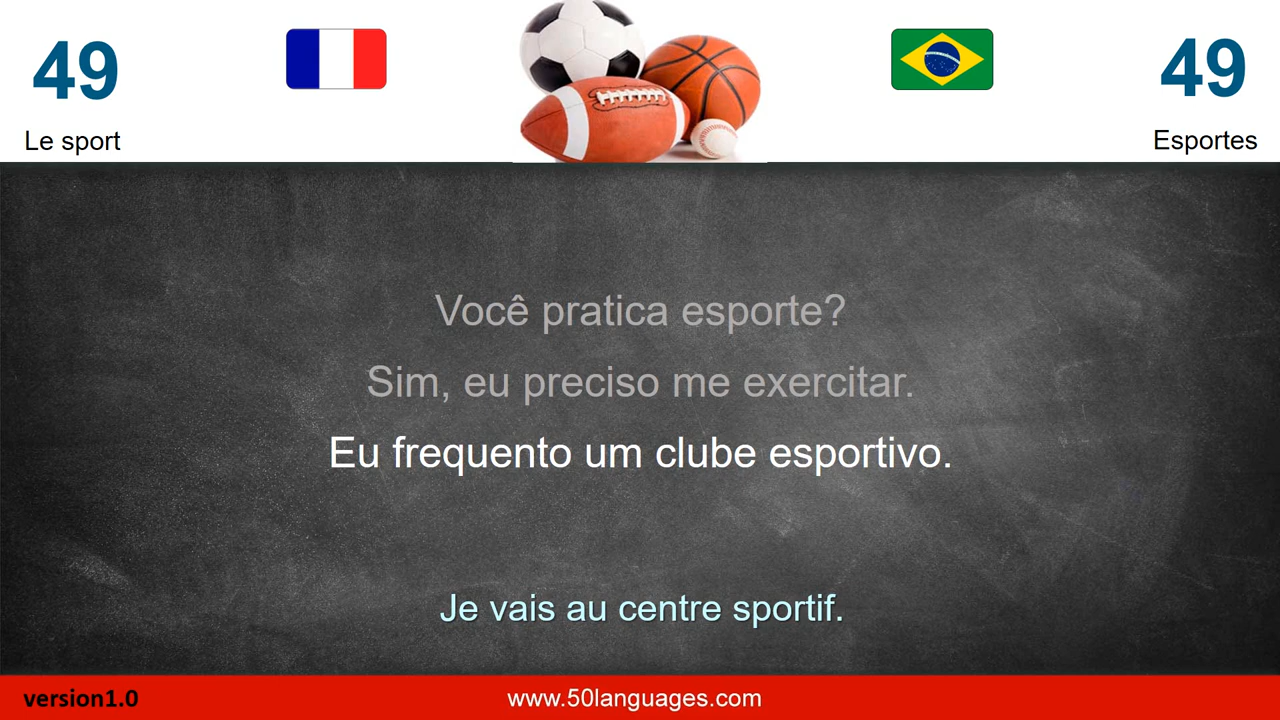 49
49
Le sport
Esportes
Você pratica esporte?
Sim, eu preciso me exercitar.
Eu frequento um clube esportivo.
Je vais au centre sportif.
version1.0
www.50languages.com